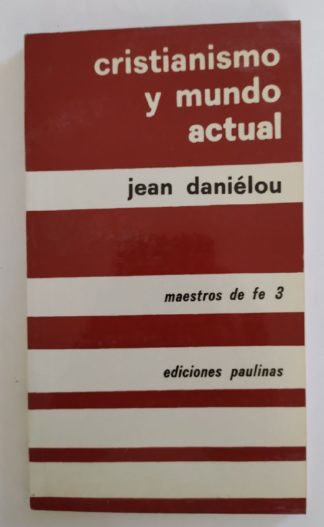 cristianismo
y mundo
actual
jean daniélou
maestros de fe 3
ediciones paulinas